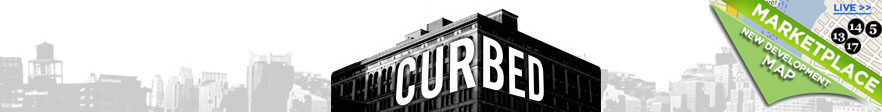 CURBED
LIVE >>
MARKETPLACE
NEW DEVELOPMENT
MAP
14
5
13
17